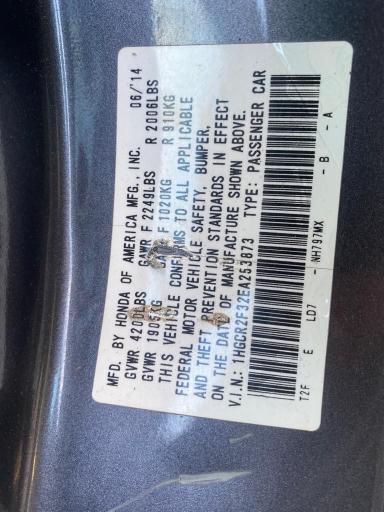 MFD. BY HONDA OF AMERICA MFG., INC. 06/14
GVWR 4200LBS GAWR F 2249LBS R 2006LBS
GVWR 1905KG GAWR F 1020KG R 910KG
THIS VEHICLE CONFORMS TO ALL APPLICABLE
FEDERAL MOTOR VEHICLE SAFETY, BUMPER,
AND THEFT PREVENTION STANDARDS IN EFFECT
ON THE DATE OF MANUFACTURE SHOWN ABOVE.
V.I.N.: 1HGCR2F32EA253873 TYPE: PASSENGER CAR
T2F E LD7- NH797MX -B -A